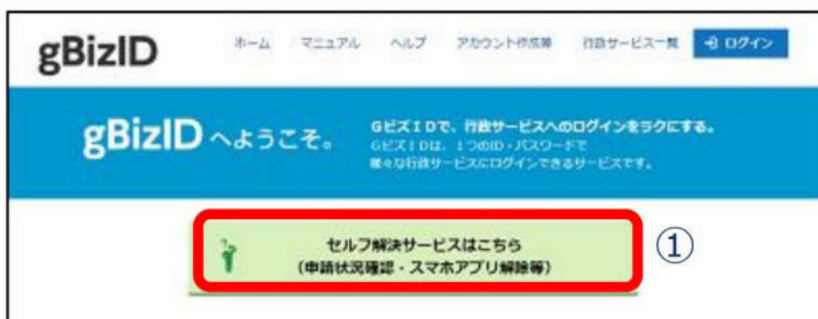 gBizID
ホーム マニュアル ヘルプ アカウント作成等 行政サービス一覧 ログイン
gBizID へようこそ。
GビズIDで、行政サービスへのログインをラクにする。
GビズIDは、1つのID・パスワードで
様々な行政サービスにログインできるサービスです。
セルフ解決サービスはこちら
(申請状況確認・スマホアプリ解除等)
①